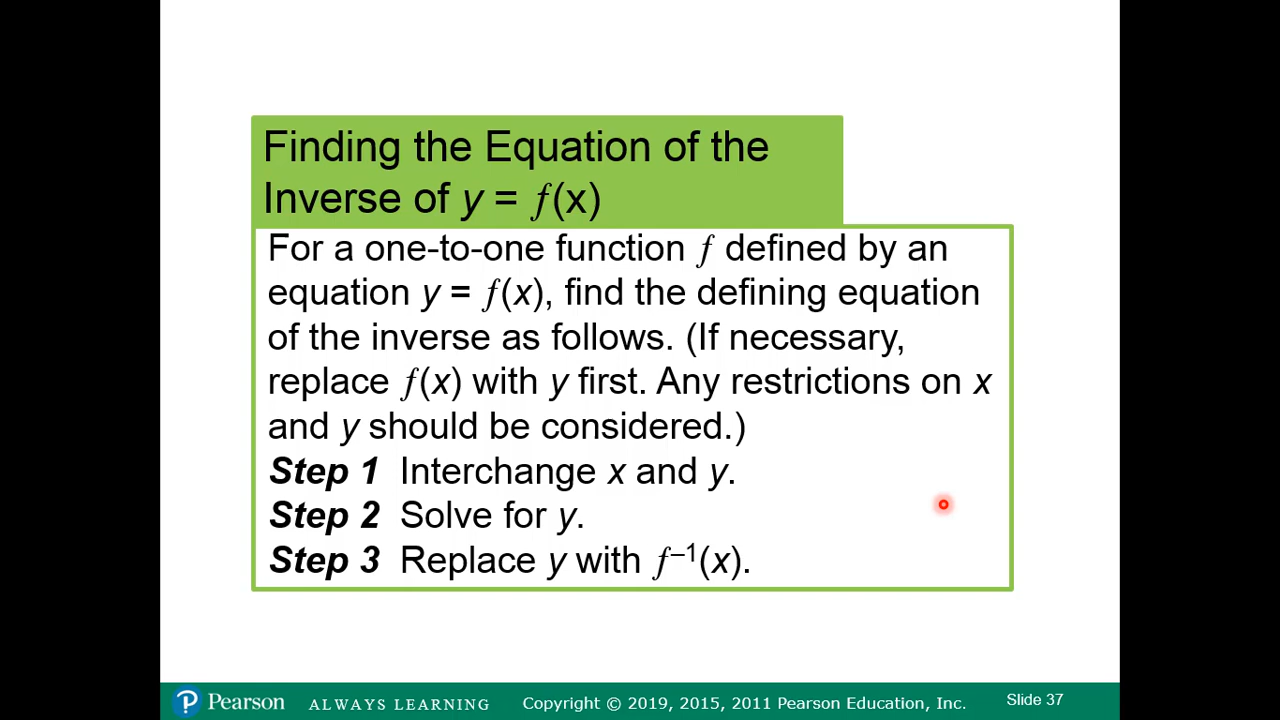 Finding the Equation of the
Inverse of y = f(x)
For a one-to-one function f defined by an
equation y = f(x), find the defining equation
of the inverse as follows. (If necessary,
replace f(x) with y first. Any restrictions on x
and y should be considered.)
Step 1 Interchange x and y.
Step 2 Solve for y.
Step 3 Replace y with f⁻¹(x).
P Pearson ALWAYS LEARNING Copyright © 2019, 2015, 2011 Pearson Education, Inc. Slide 37